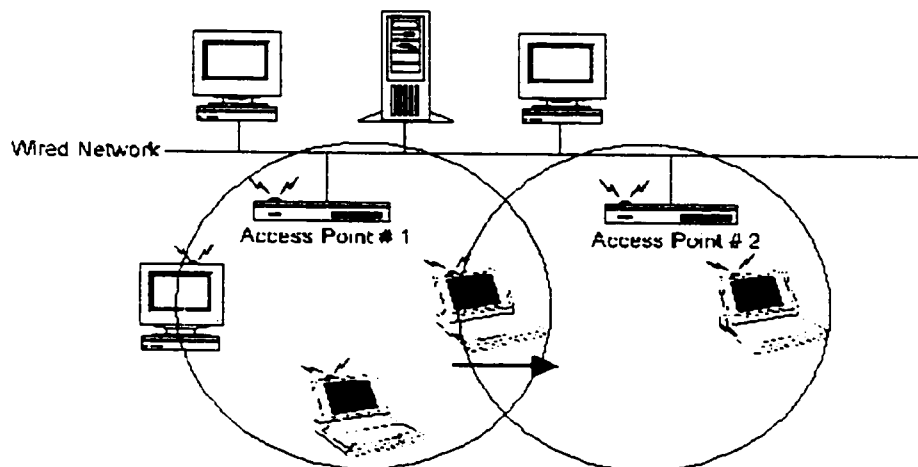 Wired Network
Access Point # 1
Access Point # 2